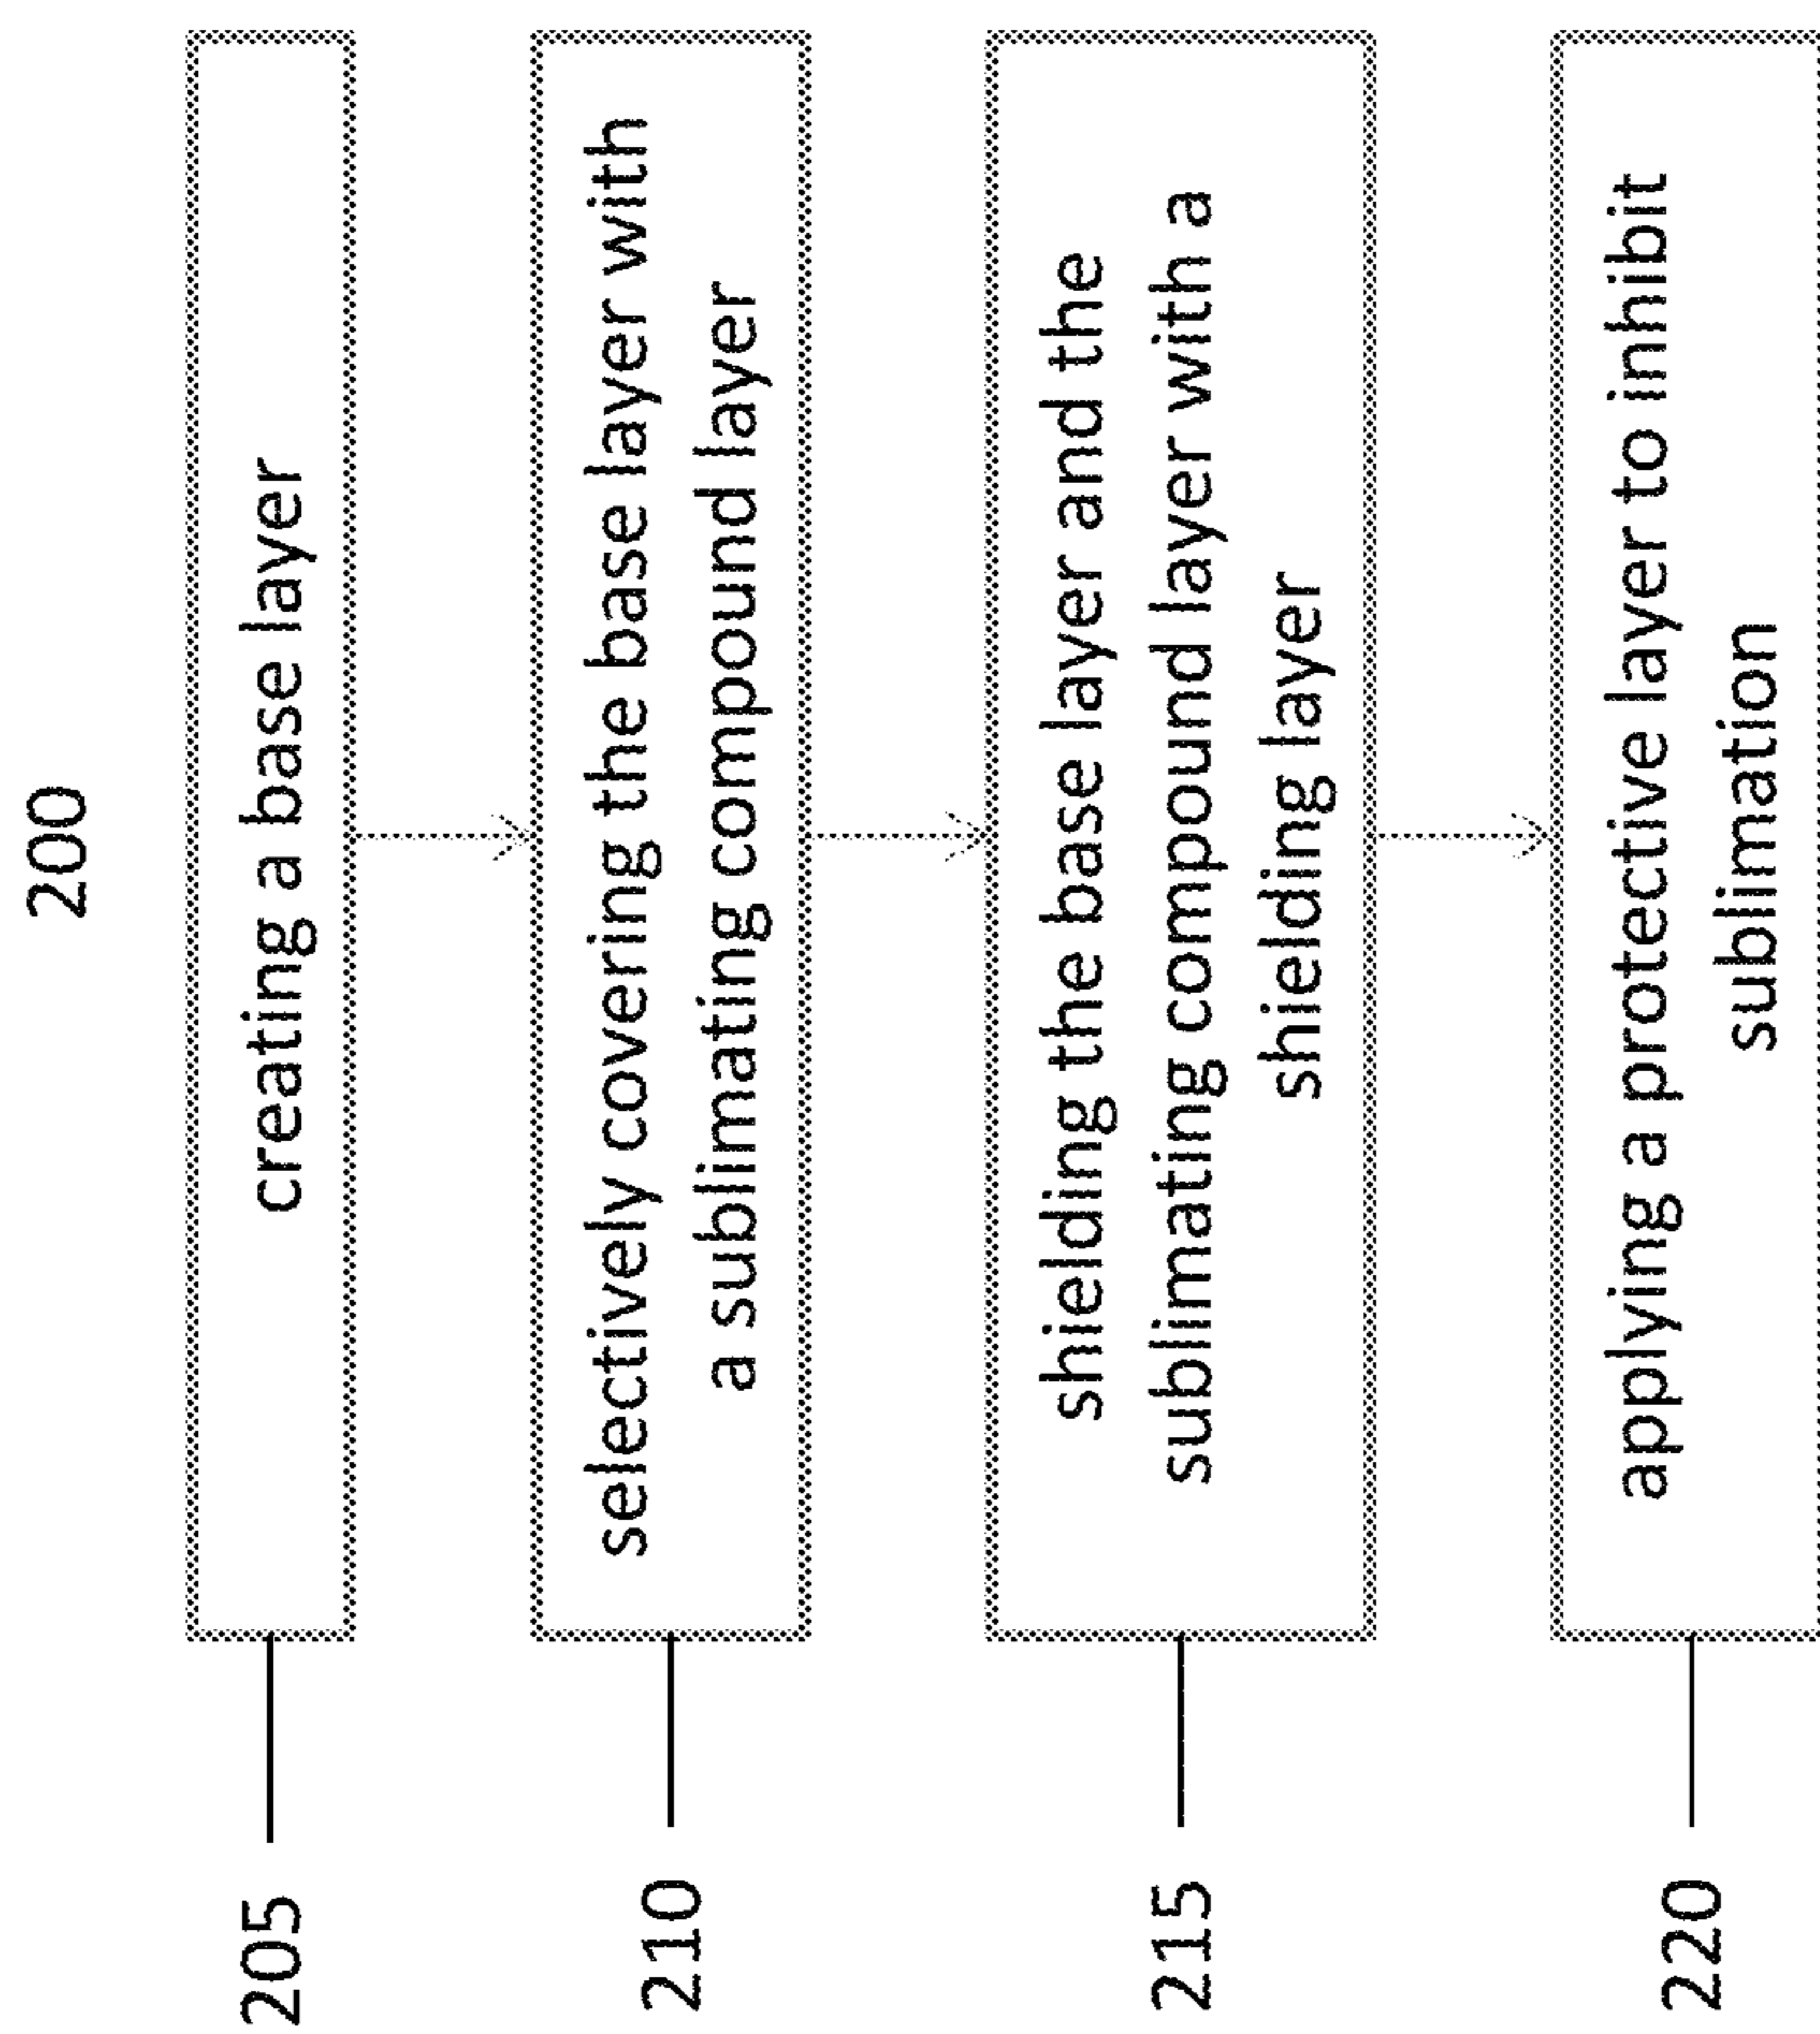 200
205
creating a base layer
210
selectively covering the base layer with
a sublimating compound layer
215
shielding the base layer and the
sublimating compound layer with a
shielding layer
220
applying a protective layer to inhibit
sublimation